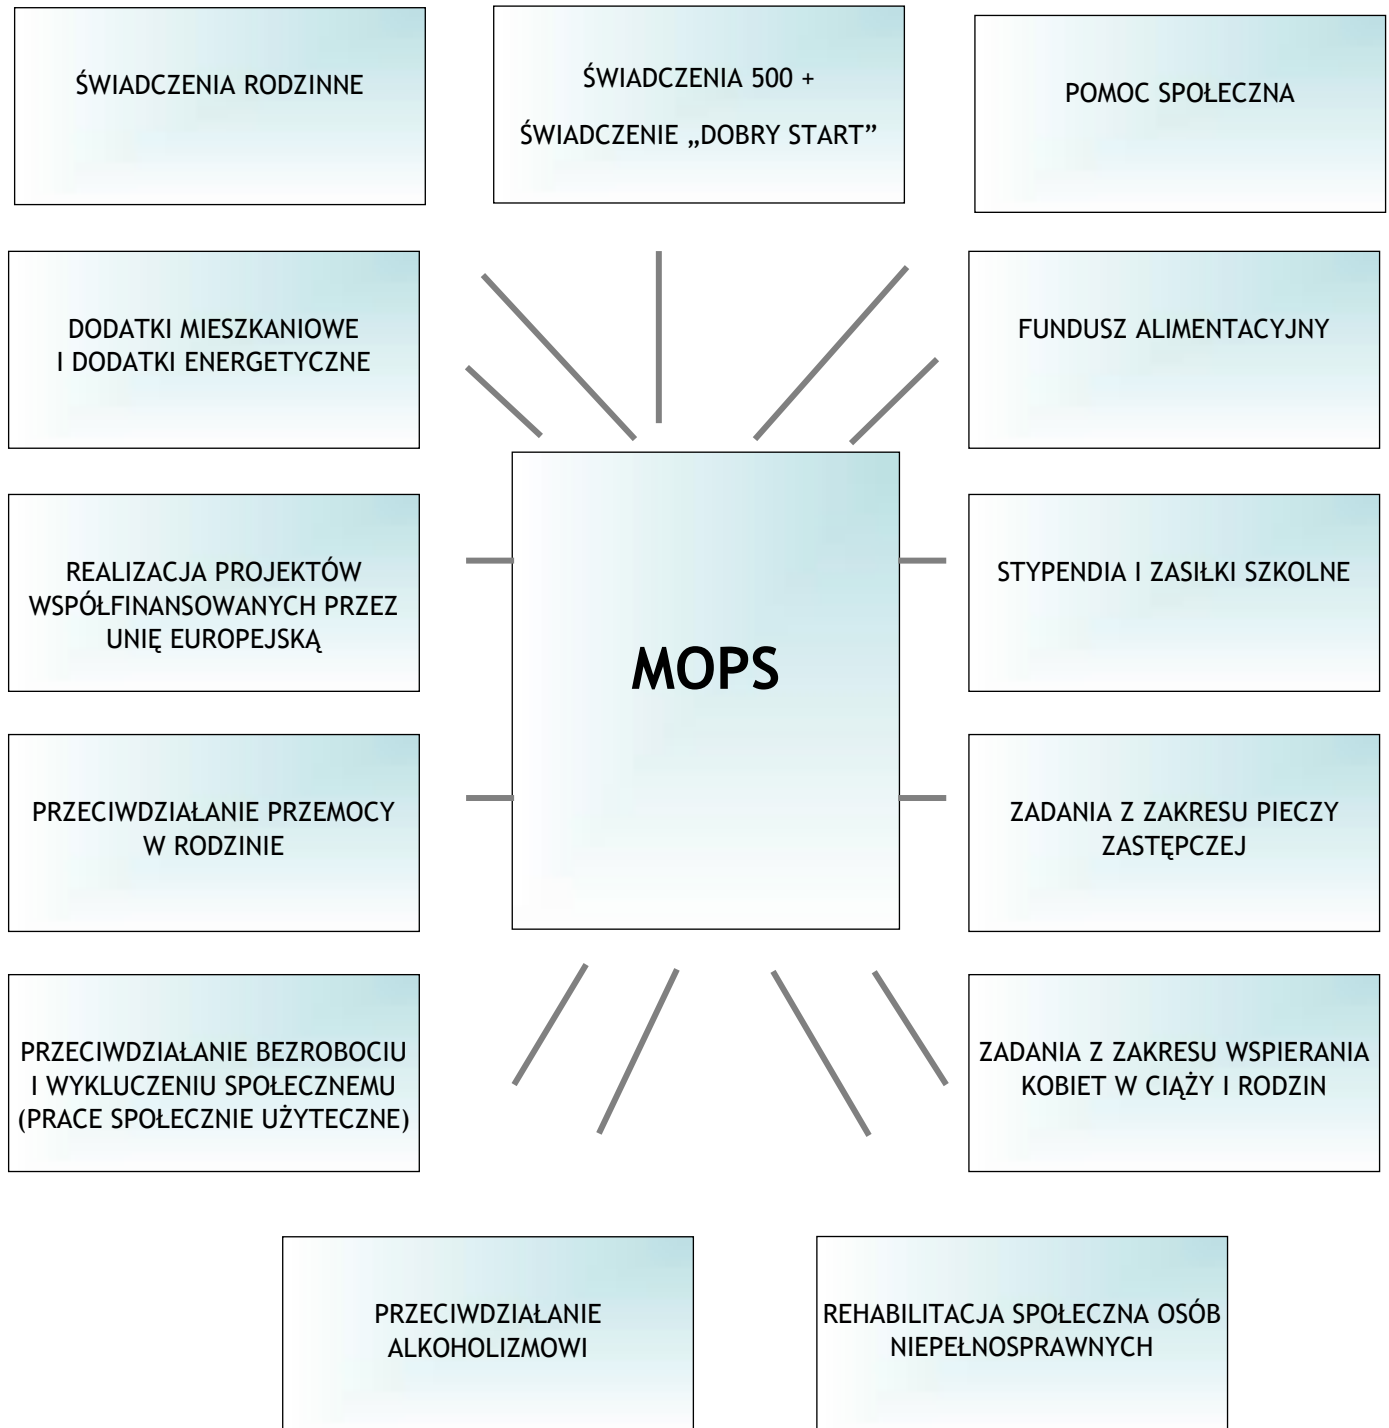 ŚWIADCZENIA RODZINNE
ŚWIADCZENIA 500 +
ŚWIADCZENIE „DOBRY START”
POMOC SPOŁECZNA
DODATKI MIESZKANIOWE
I DODATKI ENERGETYCZNE
FUNDUSZ ALIMENTACYJNY
REALIZACJA PROJEKTÓW
WSPÓŁFINANSOWANYCH PRZEZ
UNIĘ EUROPEJSKĄ
MOPS
STYPENDIA I ZASIŁKI SZKOLNE
PRZECIWDZIAŁANIE PRZEMOCY
W RODZINIE
ZADANIA Z ZAKRESU PIECZY
ZASTĘPCZEJ
PRZECIWDZIAŁANIE BEZROBOCIU
I WYKLUCZENIU SPOŁECZNEMU
(PRACE SPOŁECZNIE UŻYTECZNE)
ZADANIA Z ZAKRESU WSPIERANIA
KOBIET W CIĄŻY I RODZIN
PRZECIWDZIAŁANIE
ALKOHOLIZMOWI
REHABILITACJA SPOŁECZNA OSÓB
NIEPEŁNOSPRAWNYCH